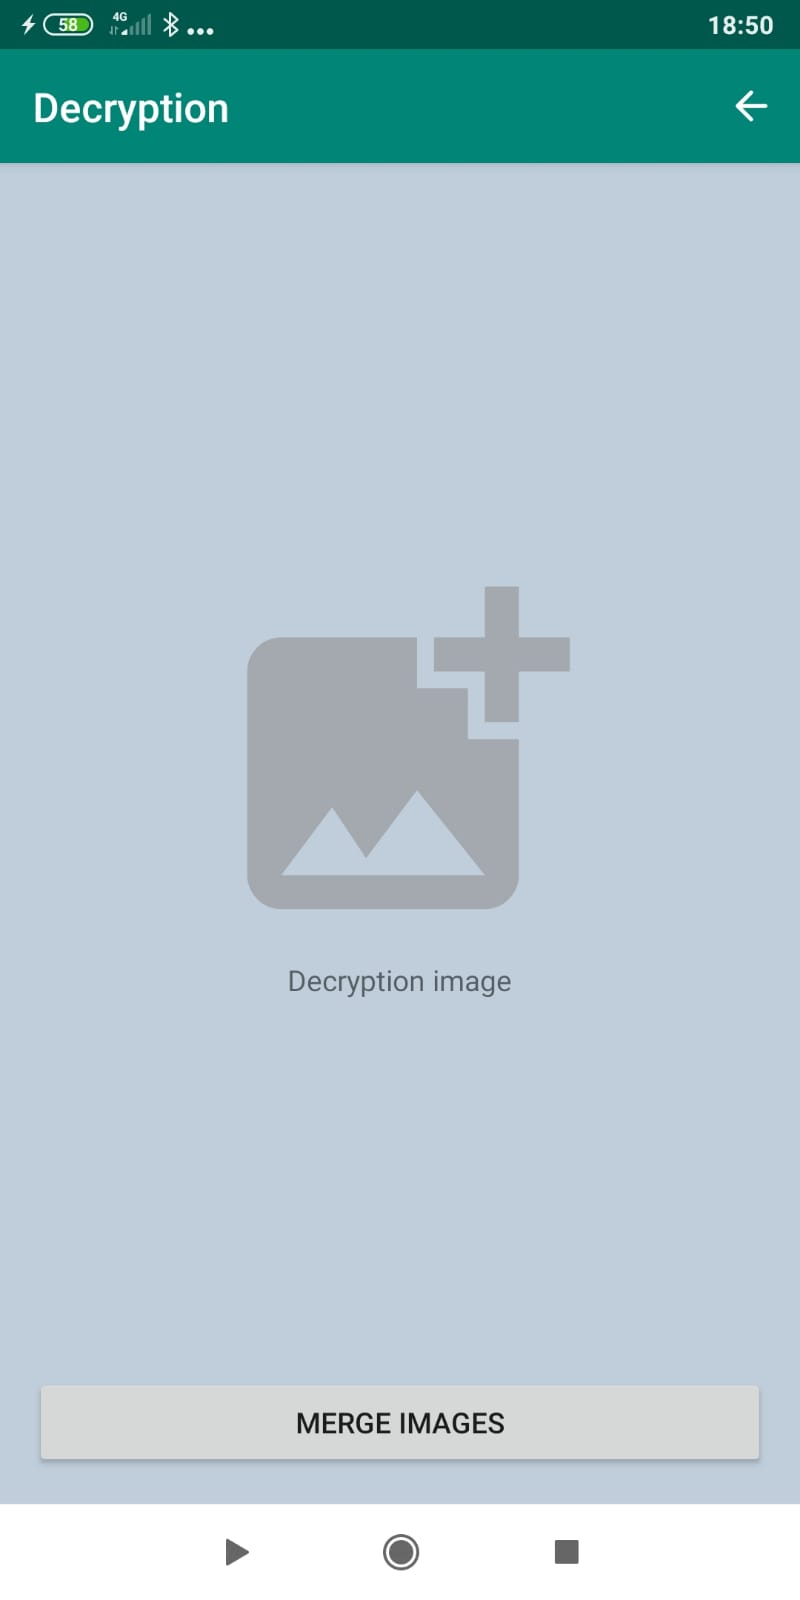 58 4G 18:50
Decryption
Decryption image
MERGE IMAGES